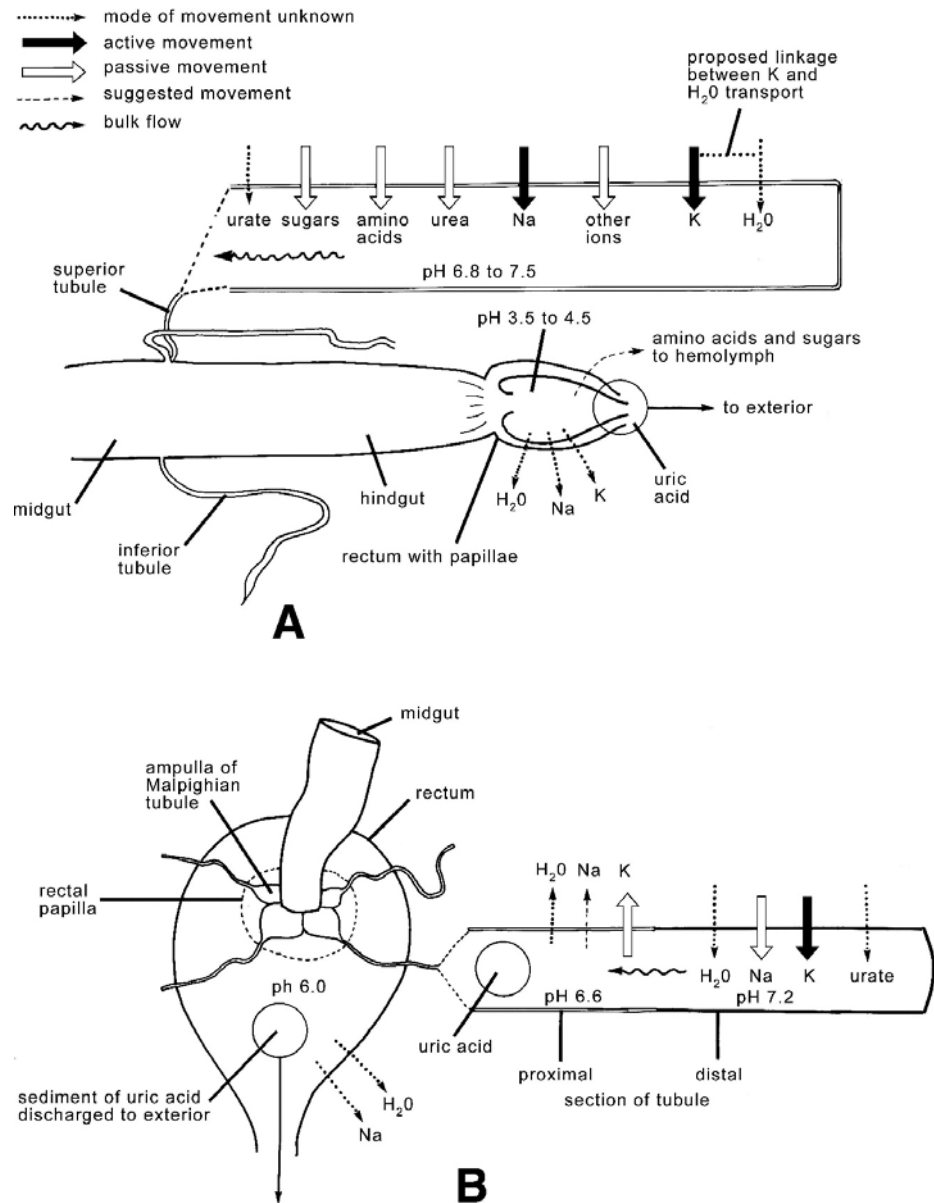 mode of movement unknown
active movement
passive movement
suggested movement
bulk flow
proposed linkage
between K and
H20 transport
urate sugars amino acids urea Na other ions K H20
pH 6.8 to 7.5
superior
tubule
pH 3.5 to 4.5
amino acids and sugars
to hemolymph
to exterior
midgut
hindgut
H20 Na K
uric
acid
inferior
tubule
rectum with papillae
A
midgut
ampulla of
Malpighian
tubule
rectum
rectal
papilla
H20 Na K
ph 6.0
H20 Na K urate
pH 6.6
pH 7.2
uric acid
proximal
distal
section of tubule
sediment of uric acid
discharged to exterior
H20
Na
B